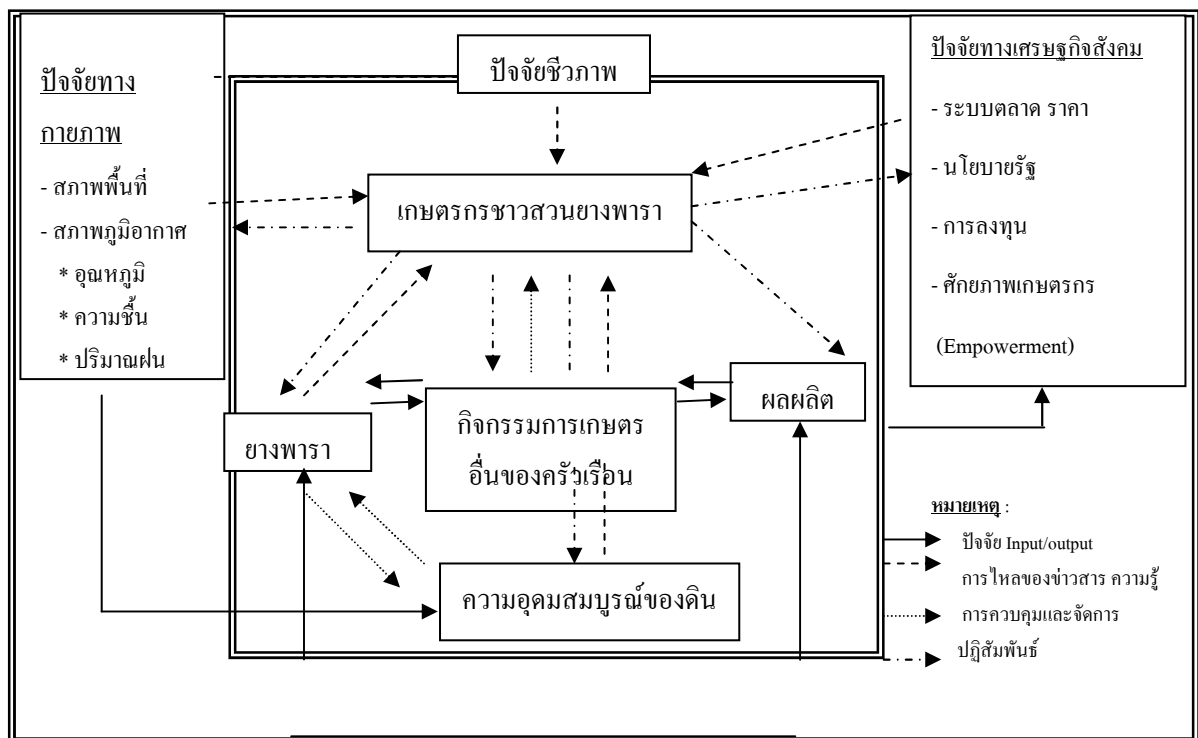 ปัจจัยทาง
กายภาพ
- สภาพพื้นที่
- สภาพภูมิอากาศ
* อุณหภูมิ
* ความชื้น
* ปริมาณฝน
ปัจจัยชีวภาพ
ปัจจัยทางเศรษฐกิจสังคม
- ระบบตลาด ราคา
- นโยบายรัฐ
- การลงทุน
- ศักยภาพเกษตรกร
(Empowerment)
เกษตรกรชาวสวนยางพารา
ยางพารา
กิจกรรมการเกษตร
อื่นของครัวเรือน
ผลผลิต
ความอุดมสมบูรณ์ของดิน
หมายเหตุ :
ปัจจัย Input/output
การไหลของข่าวสาร ความรู้
การควบคุมและจัดการ
ปฏิสัมพันธ์